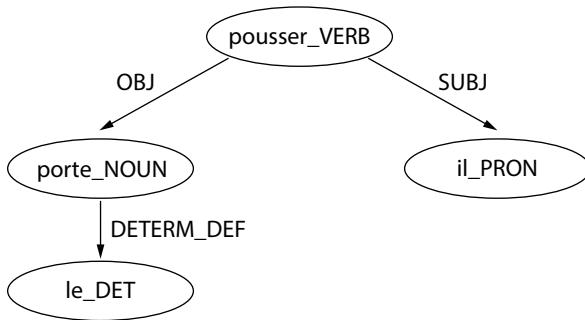 pousser_VERB
OBJ SUBJ
porte_NOUN il_PRON
DETERM_DEF
le_DET